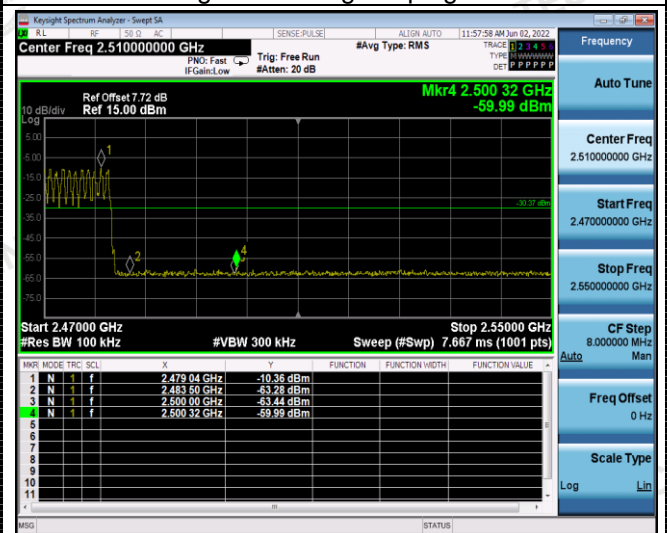 Keysight Spectrum Analyzer - Swept SA
RL RF 50 Ω AC SENSE:PULSE ALIGN AUTO 11:57:58 AM Jun 02, 2022
Center Freq 2.510000000 GHz #Avg Type: RMS TRACE 1 2 3 4 5 6
PNO: Fast Trig: Free Run TYPE M WWWWW
IFGain:Low #Atten: 20 dB DET P P P P P P
Mkr4 2.500 32 GHz
-59.99 dBm
Ref Offset 7.72 dB
10 dB/div Ref 15.00 dBm
Log
5.00
-5.00
-15.0
-25.0
-35.0
-45.0
-55.0
-65.0
-75.0
1
2
4
-30.37 dBm
Start 2.47000 GHz Stop 2.55000 GHz
#Res BW 100 kHz #VBW 300 kHz Sweep (#Swp) 7.667 ms (1001 pts)
MKR MODE TRC SCL X Y FUNCTION FUNCTION WIDTH FUNCTION VALUE
1 N 1 f 2.479 04 GHz -10.36 dBm
2 N 1 f 2.483 50 GHz -63.28 dBm
3 N 1 f 2.500 00 GHz -63.44 dBm
4 N 1 f 2.500 32 GHz -59.99 dBm
5
6
7
8
9
10
11
MSG STATUS
Frequency
Auto Tune
Center Freq
2.510000000 GHz
Start Freq
2.470000000 GHz
Stop Freq
2.550000000 GHz
CF Step
8.000000 MHz
Auto Man
Freq Offset
0 Hz
Scale Type
Log Lin